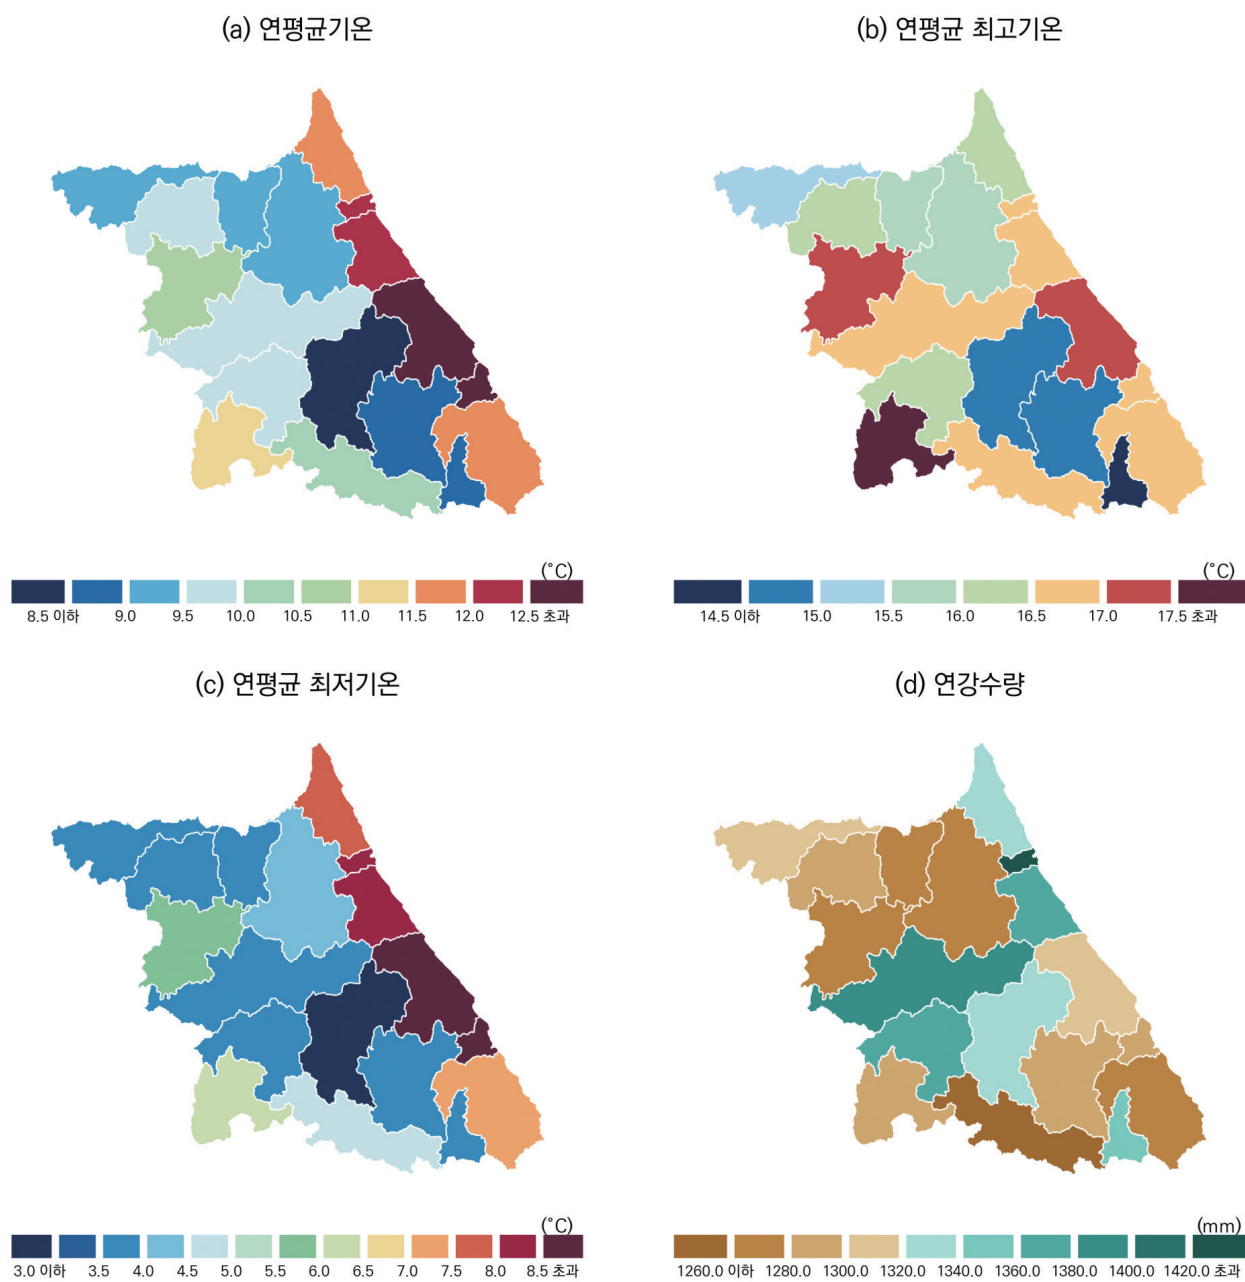 (a) 연평균기온
(b) 연평균 최고기온
(°C)
8.5 이하 9.0 9.5 10.0 10.5 11.0 11.5 12.0 12.5 초과
(°C)
14.5 이하 15.0 15.5 16.0 16.5 17.0 17.5 초과
(c) 연평균 최저기온
(d) 연강수량
(°C)
3.0 이하 3.5 4.0 4.5 5.0 5.5 6.0 6.5 7.0 7.5 8.0 8.5 초과
(mm)
1260.0 이하 1280.0 1300.0 1320.0 1340.0 1360.0 1380.0 1400.0 1420.0 초과